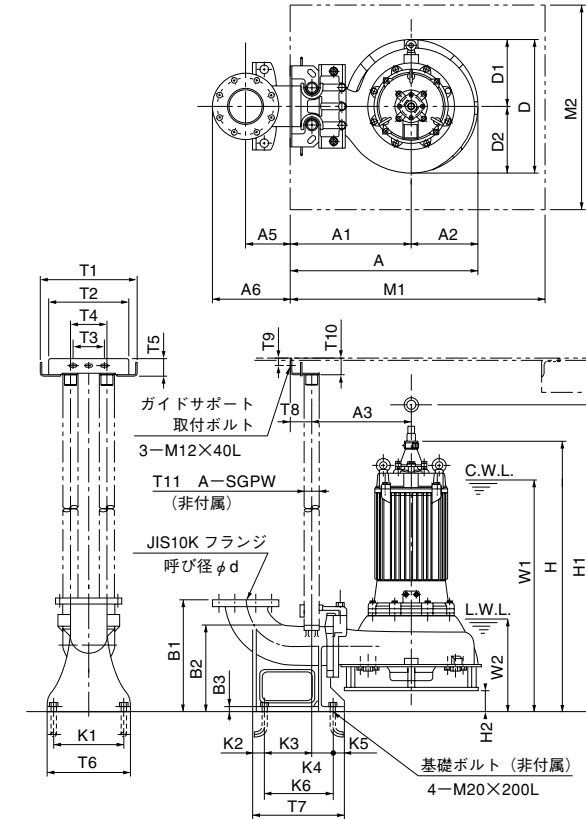 D1
D
D2
M2
A5
A1
A2
A
A6
M1
T1
T2
T4
T3
T5
T9
T10
ガイドサポート
取付ボルト
3−M12×40L
T8
A3
T11 A−SGPW
(非付属)
C.W.L.
JIS10K フランジ
呼び径φd
L.W.L.
W1
H
H1
B1
B2
B3
W2
H2
K2
K3
K5
K4
K1
K6
T6
T7
基礎ボルト(非付属)
4−M20×200L